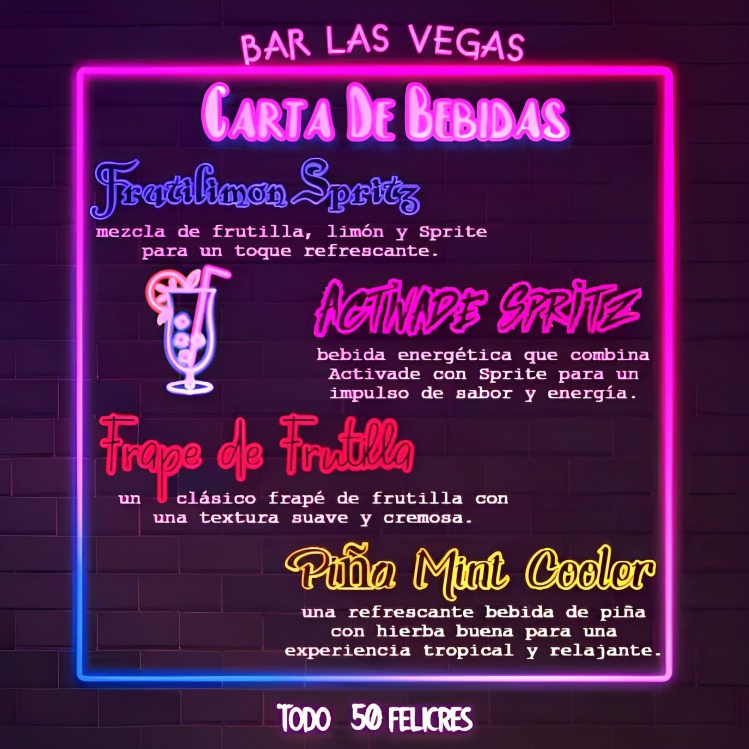 BAR LAS VEGAS
CARTA DE BEBIDAS
Frutilimon Spritz
mezcla de frutilla, limón y Sprite
para un toque refrescante.
ACTIVADE SPRITZ
bebida energética que combina
Activade con Sprite para un
impulso de sabor y energía.
Frape de Frutilla
un clásico frapé de frutilla con
una textura suave y cremosa.
Piña Mint Cooler
una refrescante bebida de piña
con hierba buena para una
experiencia tropical y relajante.
TODO 50 FELICRES